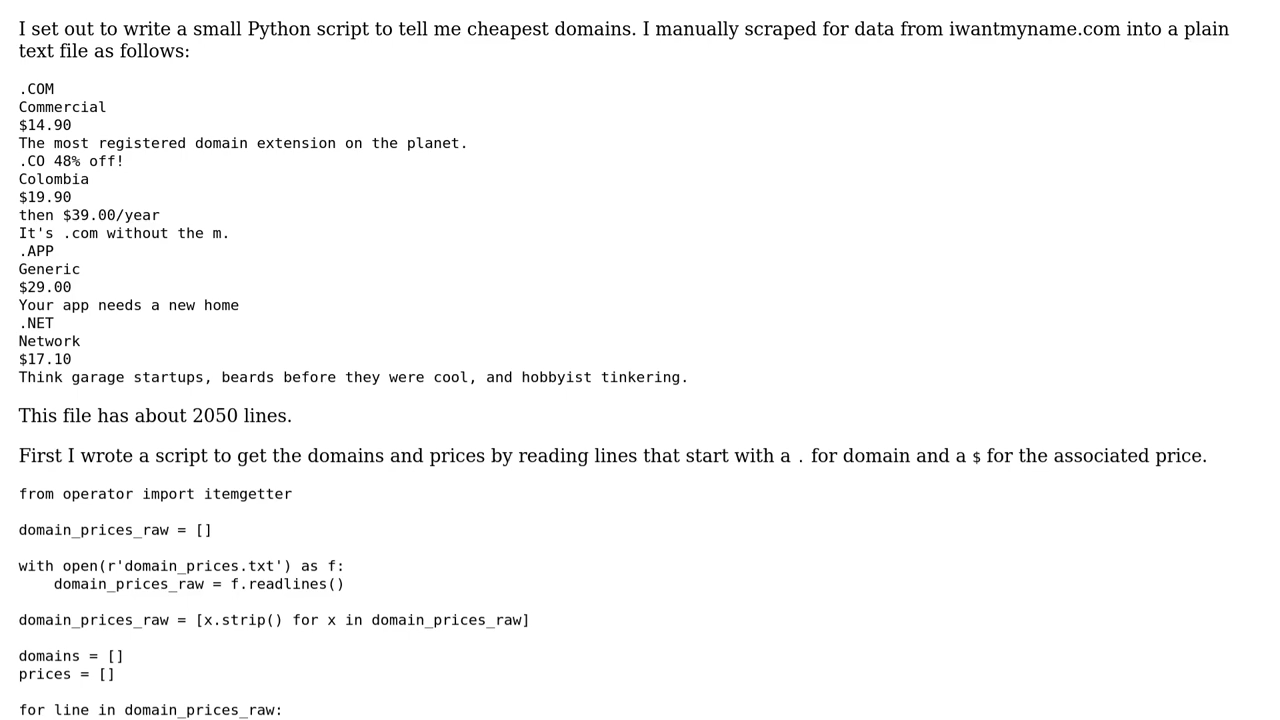 I set out to write a small Python script to tell me cheapest domains. I manually scraped for data from iwantmyname.com into a plain
text file as follows:
.COM
Commercial
$14.90
The most registered domain extension on the planet.
.CO 48% off!
Colombia
$19.90
then $39.00/year
It's .com without the m.
.APP
Generic
$29.00
Your app needs a new home
.NET
Network
$17.10
Think garage startups, beards before they were cool, and hobbyist tinkering.
This file has about 2050 lines.
First I wrote a script to get the domains and prices by reading lines that start with a . for domain and a $ for the associated price.
from operator import itemgetter
domain_prices_raw = []
with open(r'domain_prices.txt') as f:
    domain_prices_raw = f.readlines()
domain_prices_raw = [x.strip() for x in domain_prices_raw]
domains = []
prices = []
for line in domain_prices_raw: